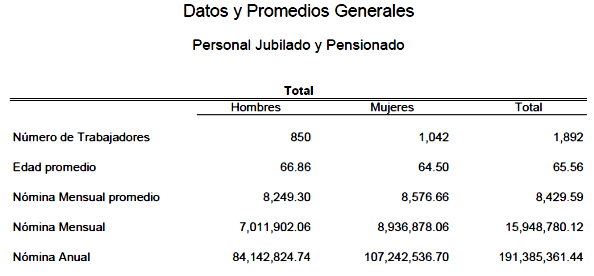 Datos y Promedios Generales
Personal Jubilado y Pensionado
Total
Hombres Mujeres Total
Número de Trabajadores 850 1,042 1,892
Edad promedio 66.86 64.50 65.56
Nómina Mensual promedio 8,249.30 8,576.66 8,429.56
Nómina Mensual 7,011,902.06 8,936,878.06 15,948,780.12
Nómina Anual 84,142,824.74 107,242,536.70 191,385,361.44